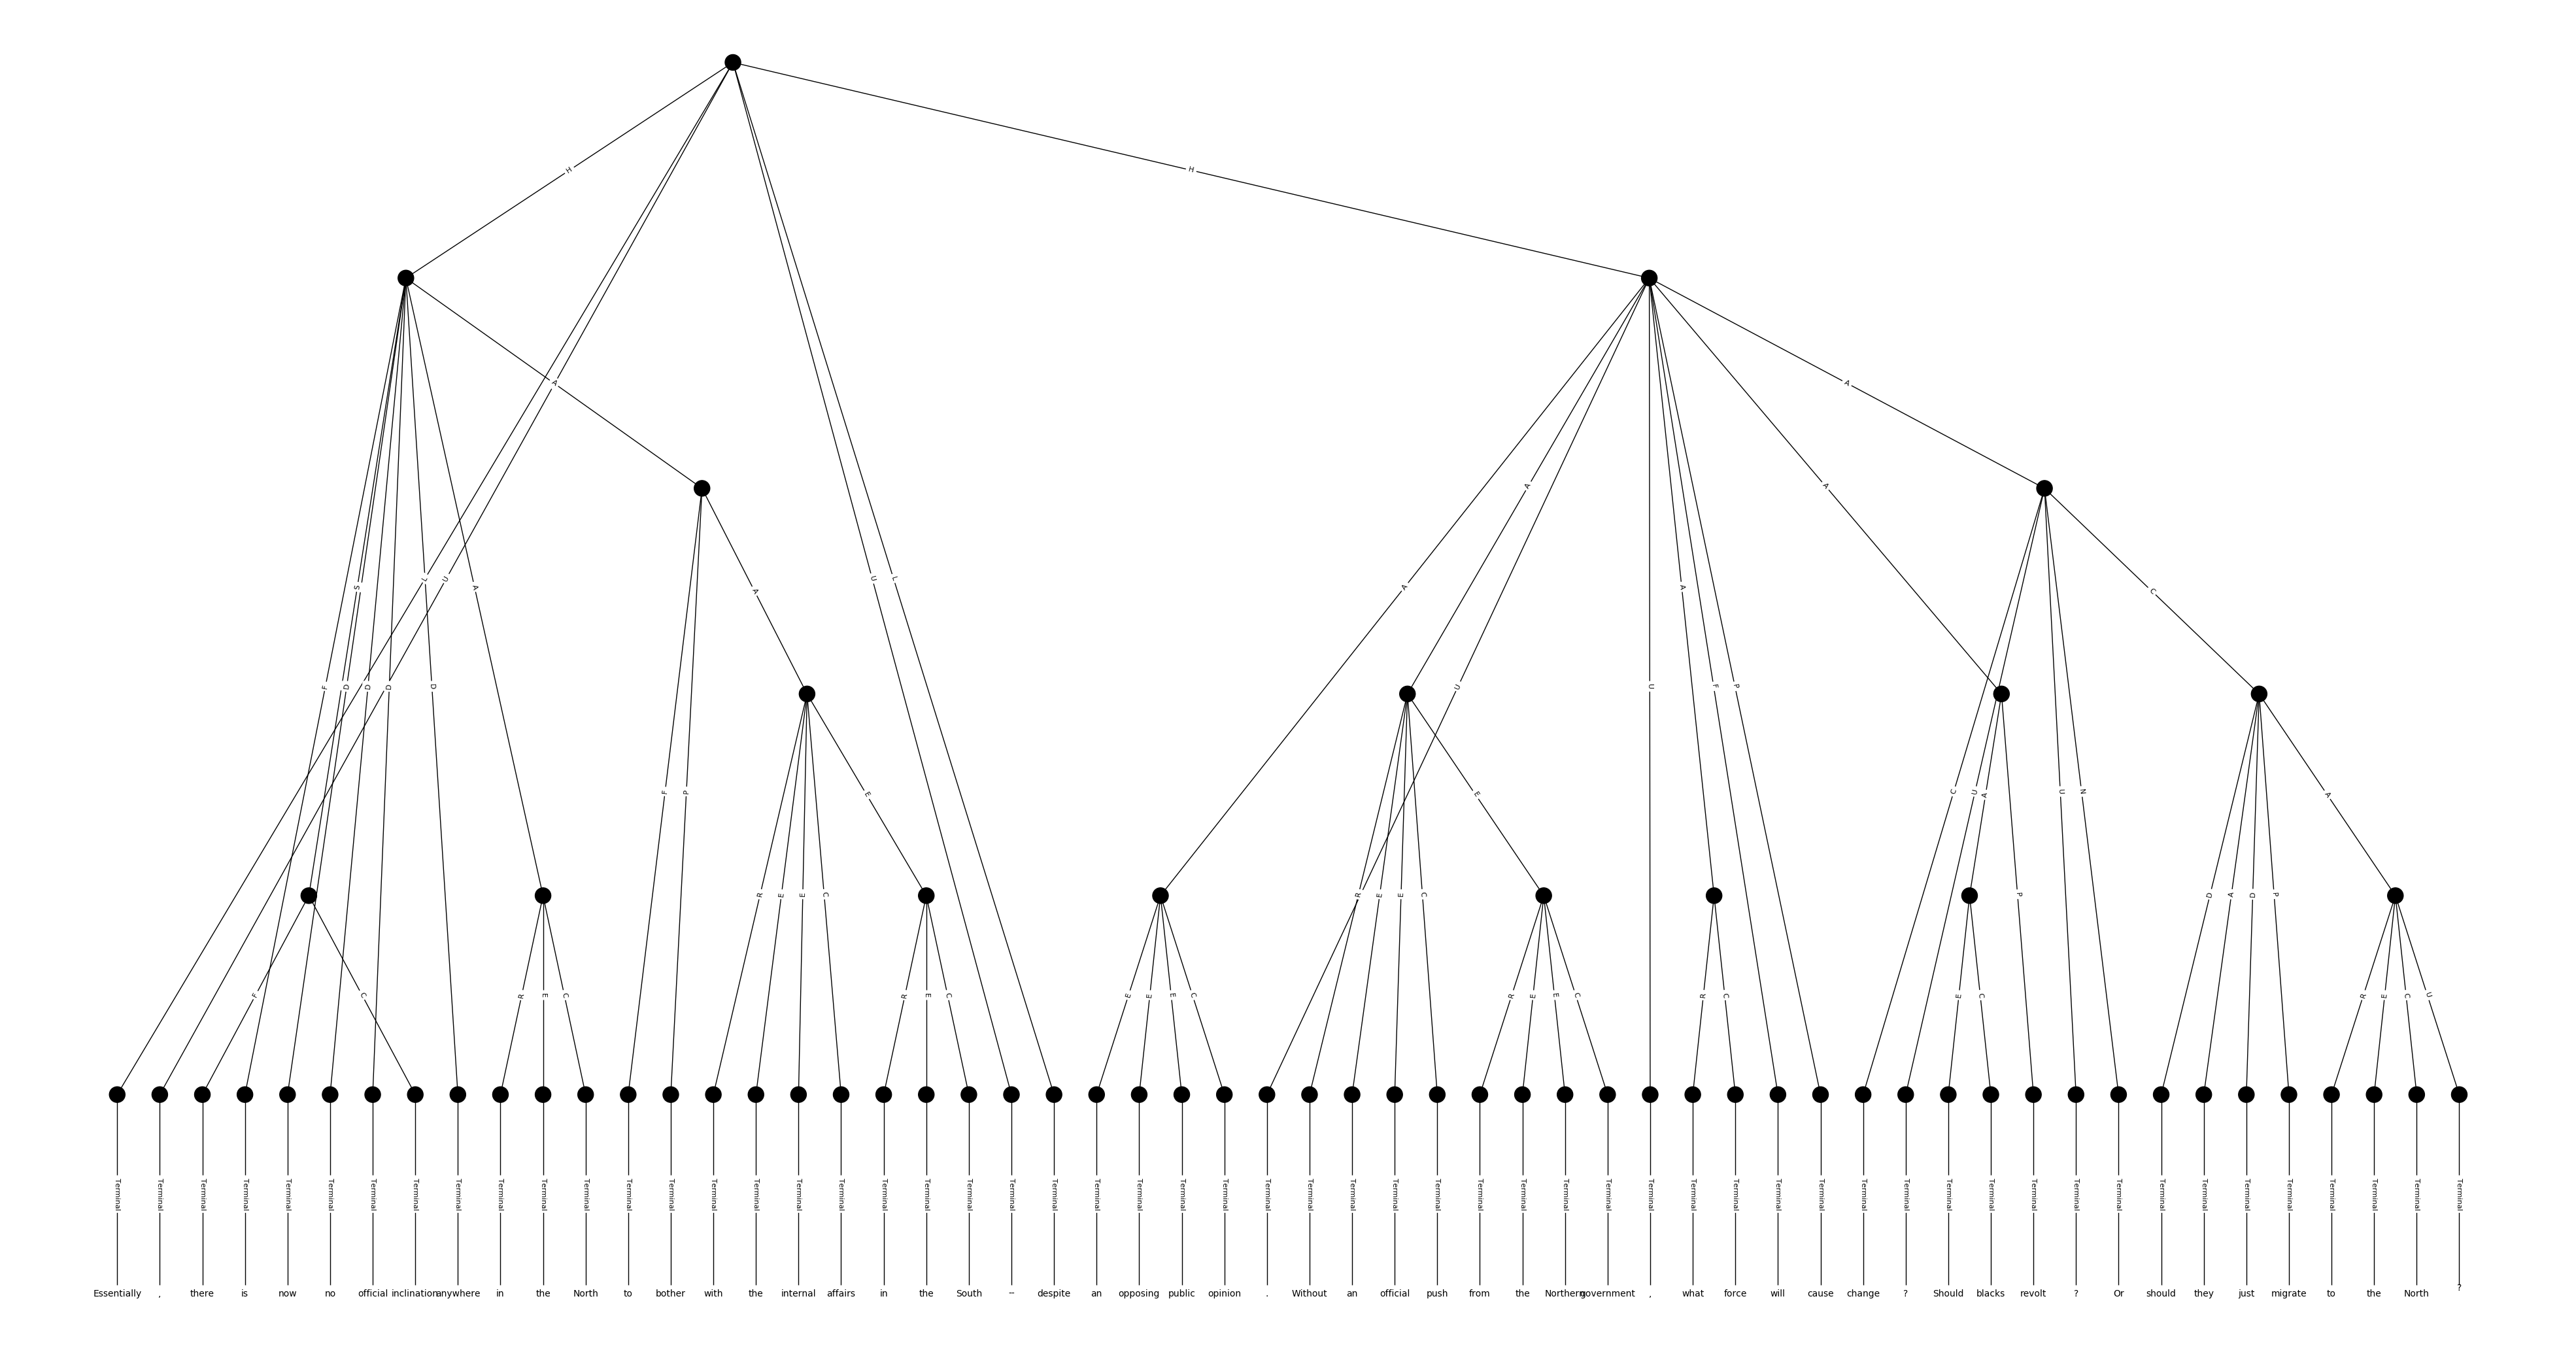 H H
A A
A A
S L U A A U L A A C
F D D D D U U F P
F P A E E C U A U N A
R E E C R E E C P D A D P
F C R E C R E C E E E C R E E C R C E C R E C U
Terminal Terminal Terminal Terminal Terminal Terminal Terminal Terminal Terminal Terminal Terminal Terminal Terminal Terminal Terminal Terminal Terminal Terminal Terminal Terminal Terminal Terminal Terminal Terminal Terminal Terminal Terminal Terminal Terminal Terminal Terminal Terminal Terminal Terminal Terminal Terminal Terminal Terminal Terminal Terminal Terminal Terminal Terminal Terminal Terminal Terminal Terminal Terminal Terminal Terminal Terminal Terminal Terminal Terminal Terminal Terminal
Essentially , there is now no official inclination anywhere in the North to bother with the internal affairs in the South -- despite an opposing public opinion . Without an official push from the Northern government , what force will cause change ? Should blacks revolt ? Or should they just migrate to the North ?